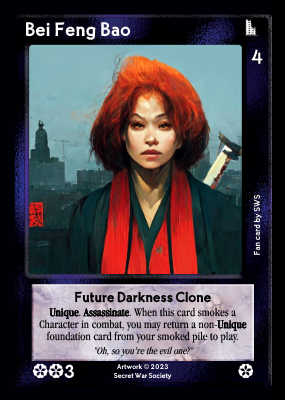 Bei Feng Bao
4
Fan card by SWS
Future Darkness Clone
Unique. Assassinate. When this card smokes a
Character in combat, you may return a non-Unique
foundation card from your smoked pile to play.
"Oh, so you're the evil one?"
3
Artwork © 2023
Secret War Society